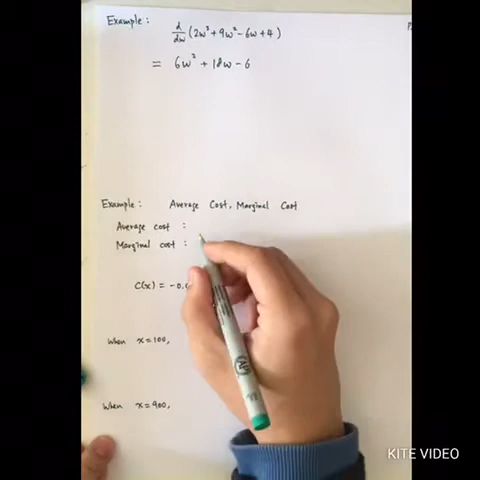 Example:
d/dw (2w³ + 9w² - 6w + 4)
= 6w² + 18w - 6
Example: Average Cost, Marginal Cost
Average cost :
Marginal cost :
C(x) = -0.
When x=100,
When x=900,
KITE VIDEO